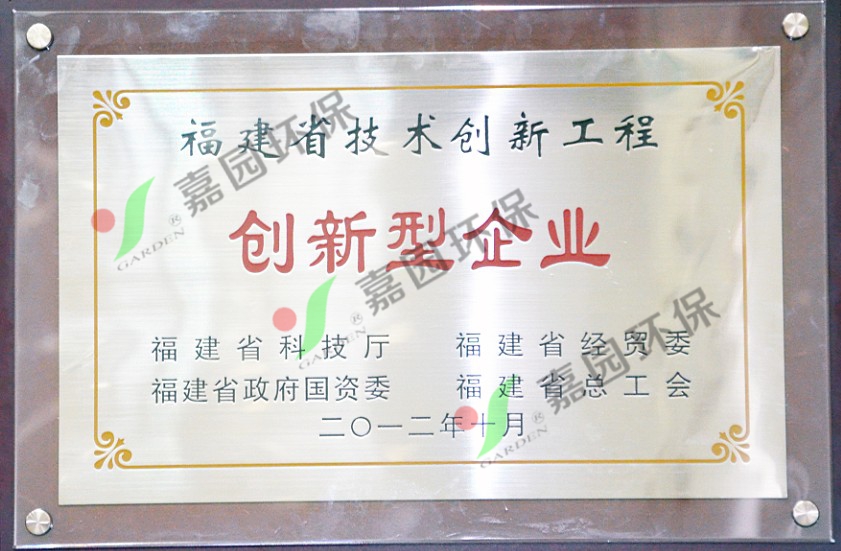 福建省技术创新工程
创新型企业
福建省科技厅 福建省经贸委
福建省政府国资委 福建省总工会
二〇一二年十月
嘉园环保
GARDEN®
嘉园环保
GARDEN®
嘉园环保
GARDEN®